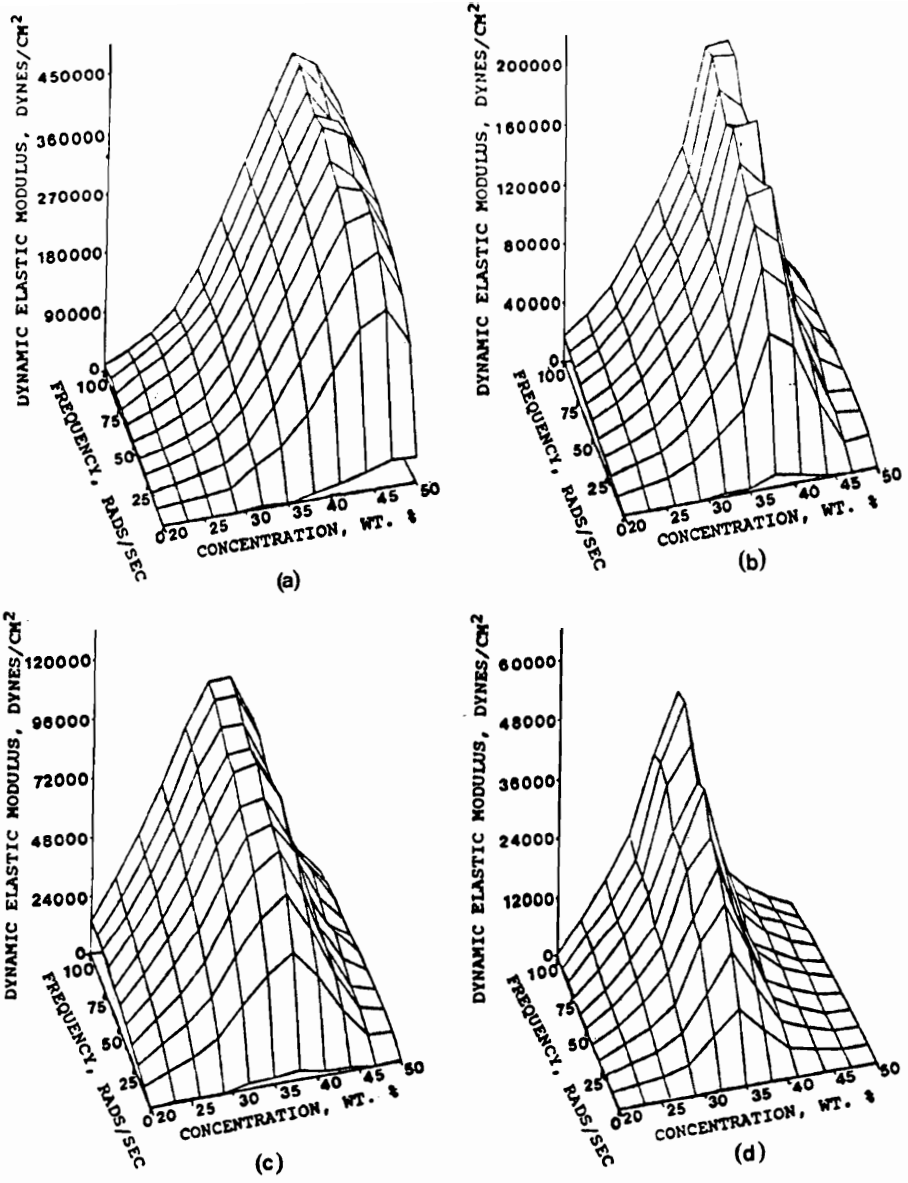 DYNAMIC ELASTIC MODULUS, DYNES/CM²
450000
360000
270000
180000
90000
0
100
75
50
25
0
FREQUENCY, RADS/SEC
20 25 30 35 40 45 50
CONCENTRATION, WT. %
(a)
DYNAMIC ELASTIC MODULUS, DYNES/CM²
200000
160000
120000
80000
40000
0
100
75
50
25
0
FREQUENCY, RADS/SEC
20 25 30 35 40 45 50
CONCENTRATION, WT. %
(b)
DYNAMIC ELASTIC MODULUS, DYNES/CM²
120000
96000
72000
48000
24000
0
100
75
50
25
0
FREQUENCY, RADS/SEC
20 25 30 35 40 45 50
CONCENTRATION, WT. %
(c)
DYNAMIC ELASTIC MODULUS, DYNES/CM²
60000
48000
36000
24000
12000
0
100
75
50
25
0
FREQUENCY, RADS/SEC
20 25 30 35 40 45 50
CONCENTRATION, WT. %
(d)